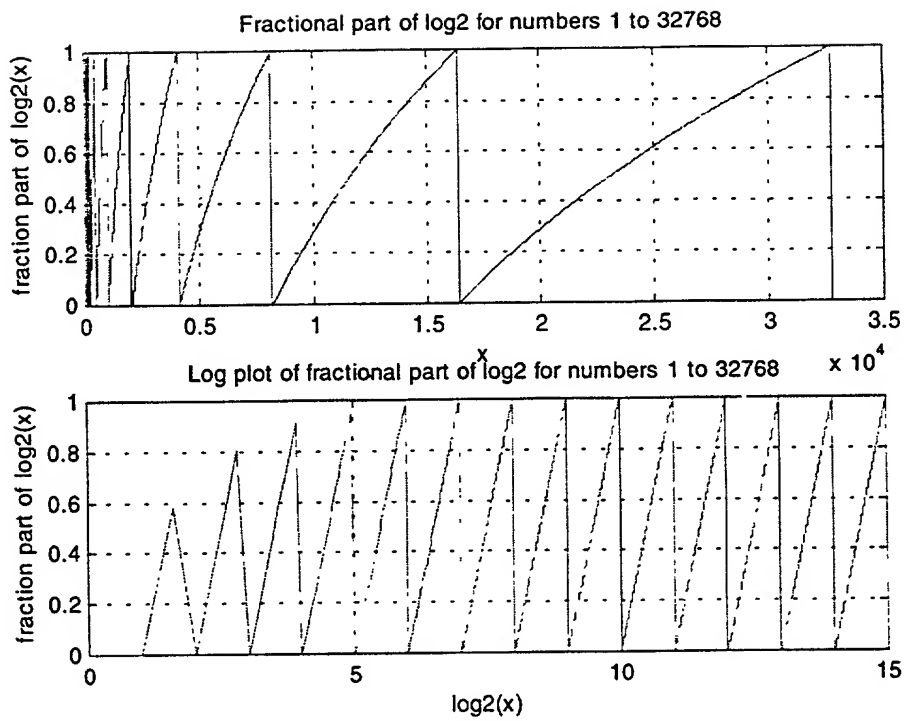 Fractional part of log2 for numbers 1 to 32768
fraction part of log2(x)
1
0.8
0.6
0.4
0.2
0
0 0.5 1 1.5 2 2.5 3 3.5
x
x 10^4
Log plot of fractional part of log2 for numbers 1 to 32768
fraction part of log2(x)
1
0.8
0.6
0.4
0.2
0
0 5 10 15
log2(x)